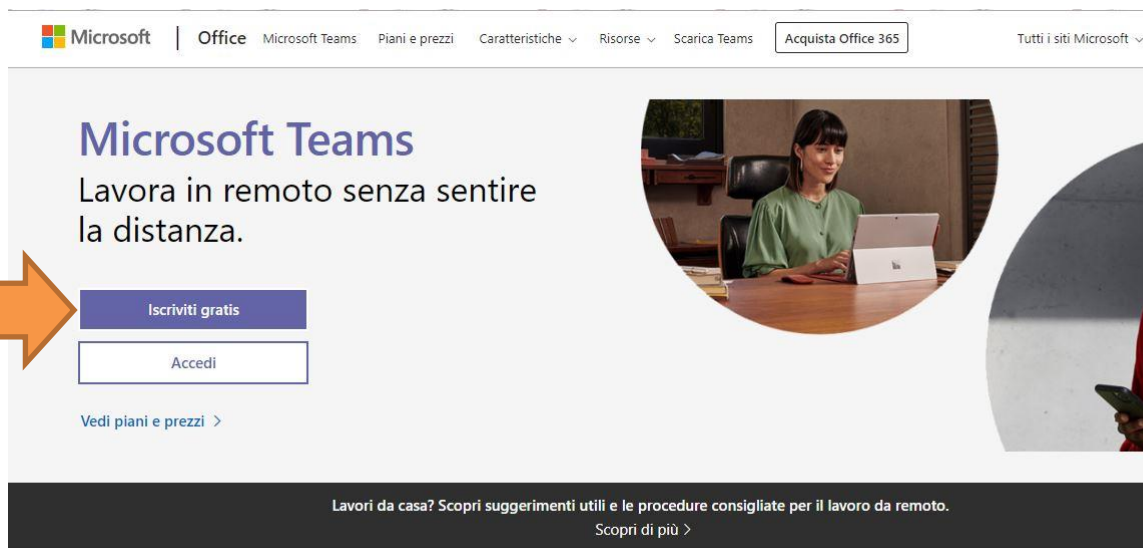 Microsoft | Office Microsoft Teams Piani e prezzi Caratteristiche Risorse Scarica Teams Acquista Office 365 Tutti i siti Microsoft
Microsoft Teams
Lavora in remoto senza sentire
la distanza.
Iscriviti gratis
Accedi
Vedi piani e prezzi >
Lavori da casa? Scopri suggerimenti utili e le procedure consigliate per il lavoro da remoto.
Scopri di più >